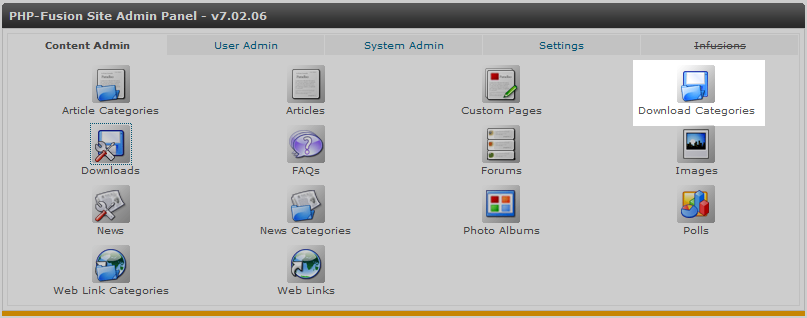 PHP-Fusion Site Admin Panel - v7.02.06
Content Admin User Admin System Admin Settings Infusions
Article Categories Articles Custom Pages Download Categories
Downloads FAQs Forums Images
News News Categories Photo Albums Polls
Web Link Categories Web Links